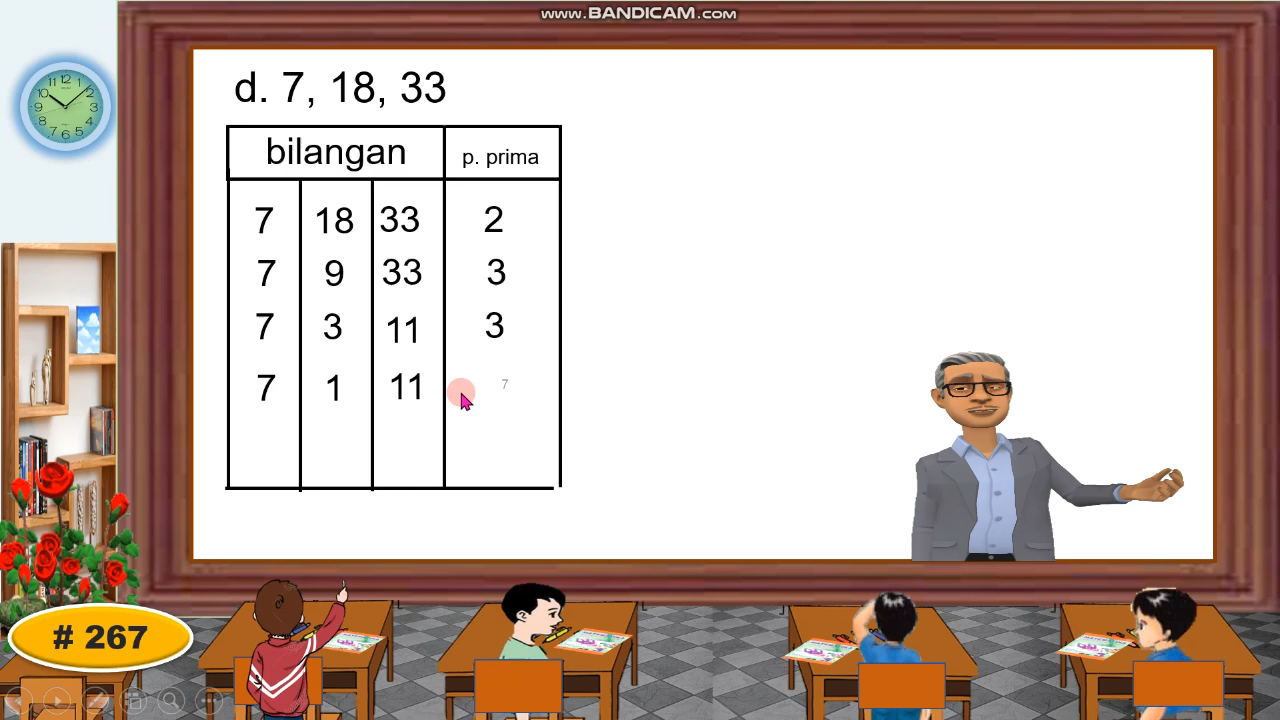 www.BANDICAM.com
d. 7, 18, 33
bilangan p. prima
7 18 33 2
7 9 33 3
7 3 11 3
7 1 11 7
# 267